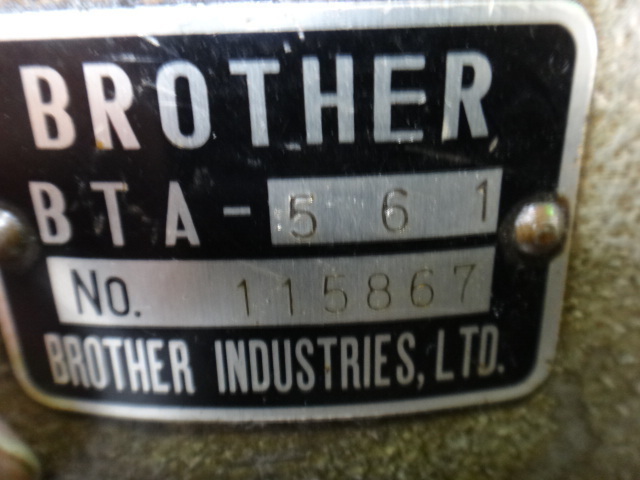 BROTHER
BTA-561
No. 115867
BROTHER INDUSTRIES, LTD.